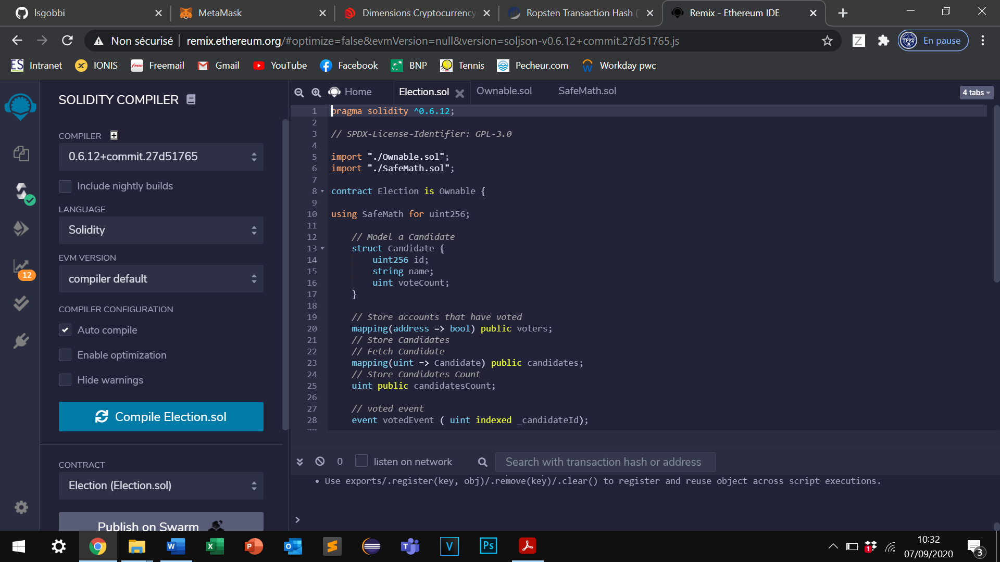 lsgobbi
MetaMask
Dimensions Cryptocurrency
Ropsten Transaction Hash (
Remix - Ethereum IDE
Non sécurisé
remix.ethereum.org/#optimize=false&evmVersion=null&version=soljson-v0.6.12+commit.27d51765.js
Z
TF92
En pause
ES Intranet
IONIS
free Freemail
Gmail
YouTube
Facebook
BNP
Tennis
Pecheur.com
Workday pwc
SOLIDITY COMPILER
COMPILER
0.6.12+commit.27d51765
Include nightly builds
LANGUAGE
Solidity
EVM VERSION
compiler default
12
COMPILER CONFIGURATION
Auto compile
Enable optimization
Hide warnings
Compile Election.sol
CONTRACT
Election (Election.sol)
Publish on Swarm
Home
Election.sol
Ownable.sol
SafeMath.sol
4 tabs
1 pragma solidity ^0.6.12;
2
3 // SPDX-License-Identifier: GPL-3.0
4
5 import "./Ownable.sol";
6 import "./SafeMath.sol";
7
8 contract Election is Ownable {
9
10 using SafeMath for uint256;
11
12 // Model a Candidate
13 struct Candidate {
14 uint256 id;
15 string name;
16 uint voteCount;
17 }
18
19 // Store accounts that have voted
20 mapping(address => bool) public voters;
21 // Store Candidates
22 // Fetch Candidate
23 mapping(uint => Candidate) public candidates;
24 // Store Candidates Count
25 uint public candidatesCount;
26
27 // voted event
28 event votedEvent ( uint indexed _candidateId);
0
listen on network
Search with transaction hash or address
• Use exports/.register(key, obj)/.remove(key)/.clear() to register and reuse object across script executions.
>
W
X
P
O
S
T
V
Ps
1
10:32
07/09/2020
3